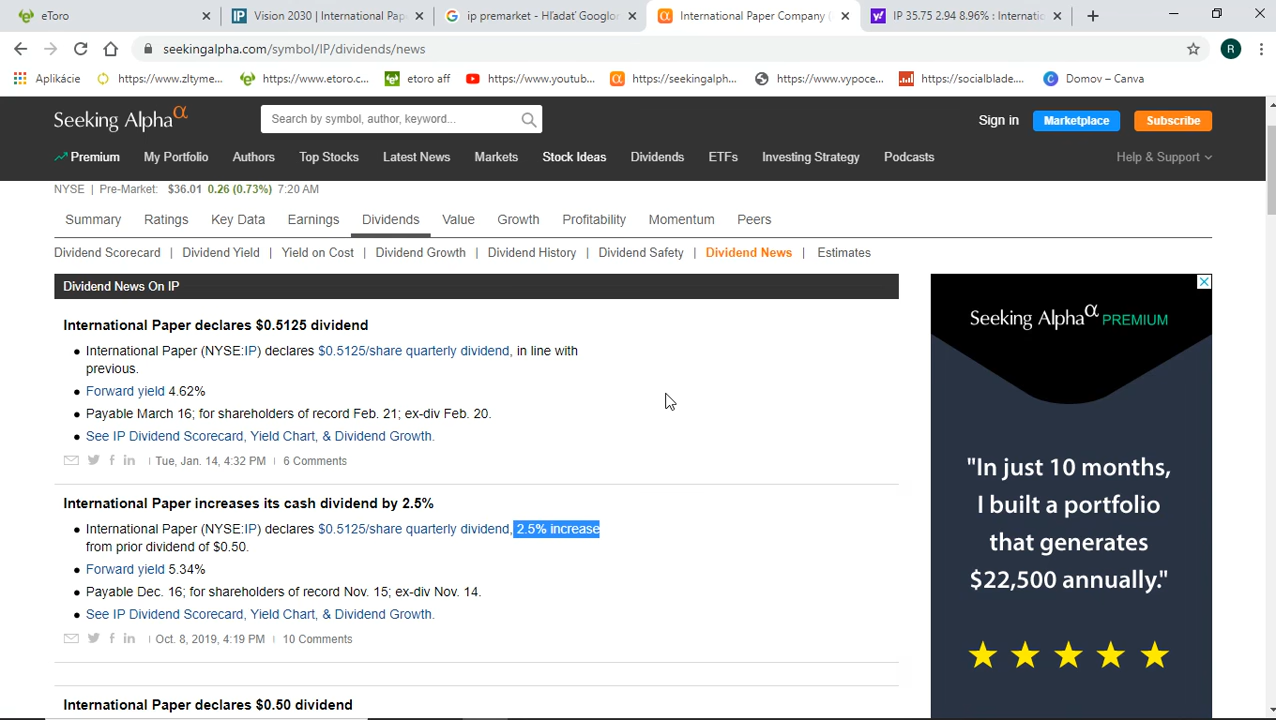 eToro
Vision 2030 | International Pape
ip premarket - Hľadať Googlom
International Paper Company (
IP 35.75 2.94 8.96% : Internatio
seekingalpha.com/symbol/IP/dividends/news
R
Aplikácie
https://www.zltyme...
https://www.etoro.c...
etoro aff
https://www.youtub...
https://seekingalph...
https://www.vypoce...
https://socialblade....
Domov – Canva
Seeking Alpha α
Search by symbol, author, keyword...
Sign in
Marketplace
Subscribe
Premium
My Portfolio
Authors
Top Stocks
Latest News
Markets
Stock Ideas
Dividends
ETFs
Investing Strategy
Podcasts
Help & Support
NYSE | Pre-Market: $36.01 0.26 (0.73%) 7:20 AM
Summary
Ratings
Key Data
Earnings
Dividends
Value
Growth
Profitability
Momentum
Peers
Dividend Scorecard | Dividend Yield | Yield on Cost | Dividend Growth | Dividend History | Dividend Safety | Dividend News | Estimates
Dividend News On IP
International Paper declares $0.5125 dividend
• International Paper (NYSE:IP) declares $0.5125/share quarterly dividend, in line with
previous.
• Forward yield 4.62%
• Payable March 16; for shareholders of record Feb. 21; ex-div Feb. 20.
• See IP Dividend Scorecard, Yield Chart, & Dividend Growth.
Tue, Jan. 14, 4:32 PM | 6 Comments
International Paper increases its cash dividend by 2.5%
• International Paper (NYSE:IP) declares $0.5125/share quarterly dividend, 2.5% increase
from prior dividend of $0.50.
• Forward yield 5.34%
• Payable Dec. 16; for shareholders of record Nov. 15; ex-div Nov. 14.
• See IP Dividend Scorecard, Yield Chart, & Dividend Growth.
Oct. 8, 2019, 4:19 PM | 10 Comments
International Paper declares $0.50 dividend
Seeking Alpha α PREMIUM
"In just 10 months,
I built a portfolio
that generates
$22,500 annually."